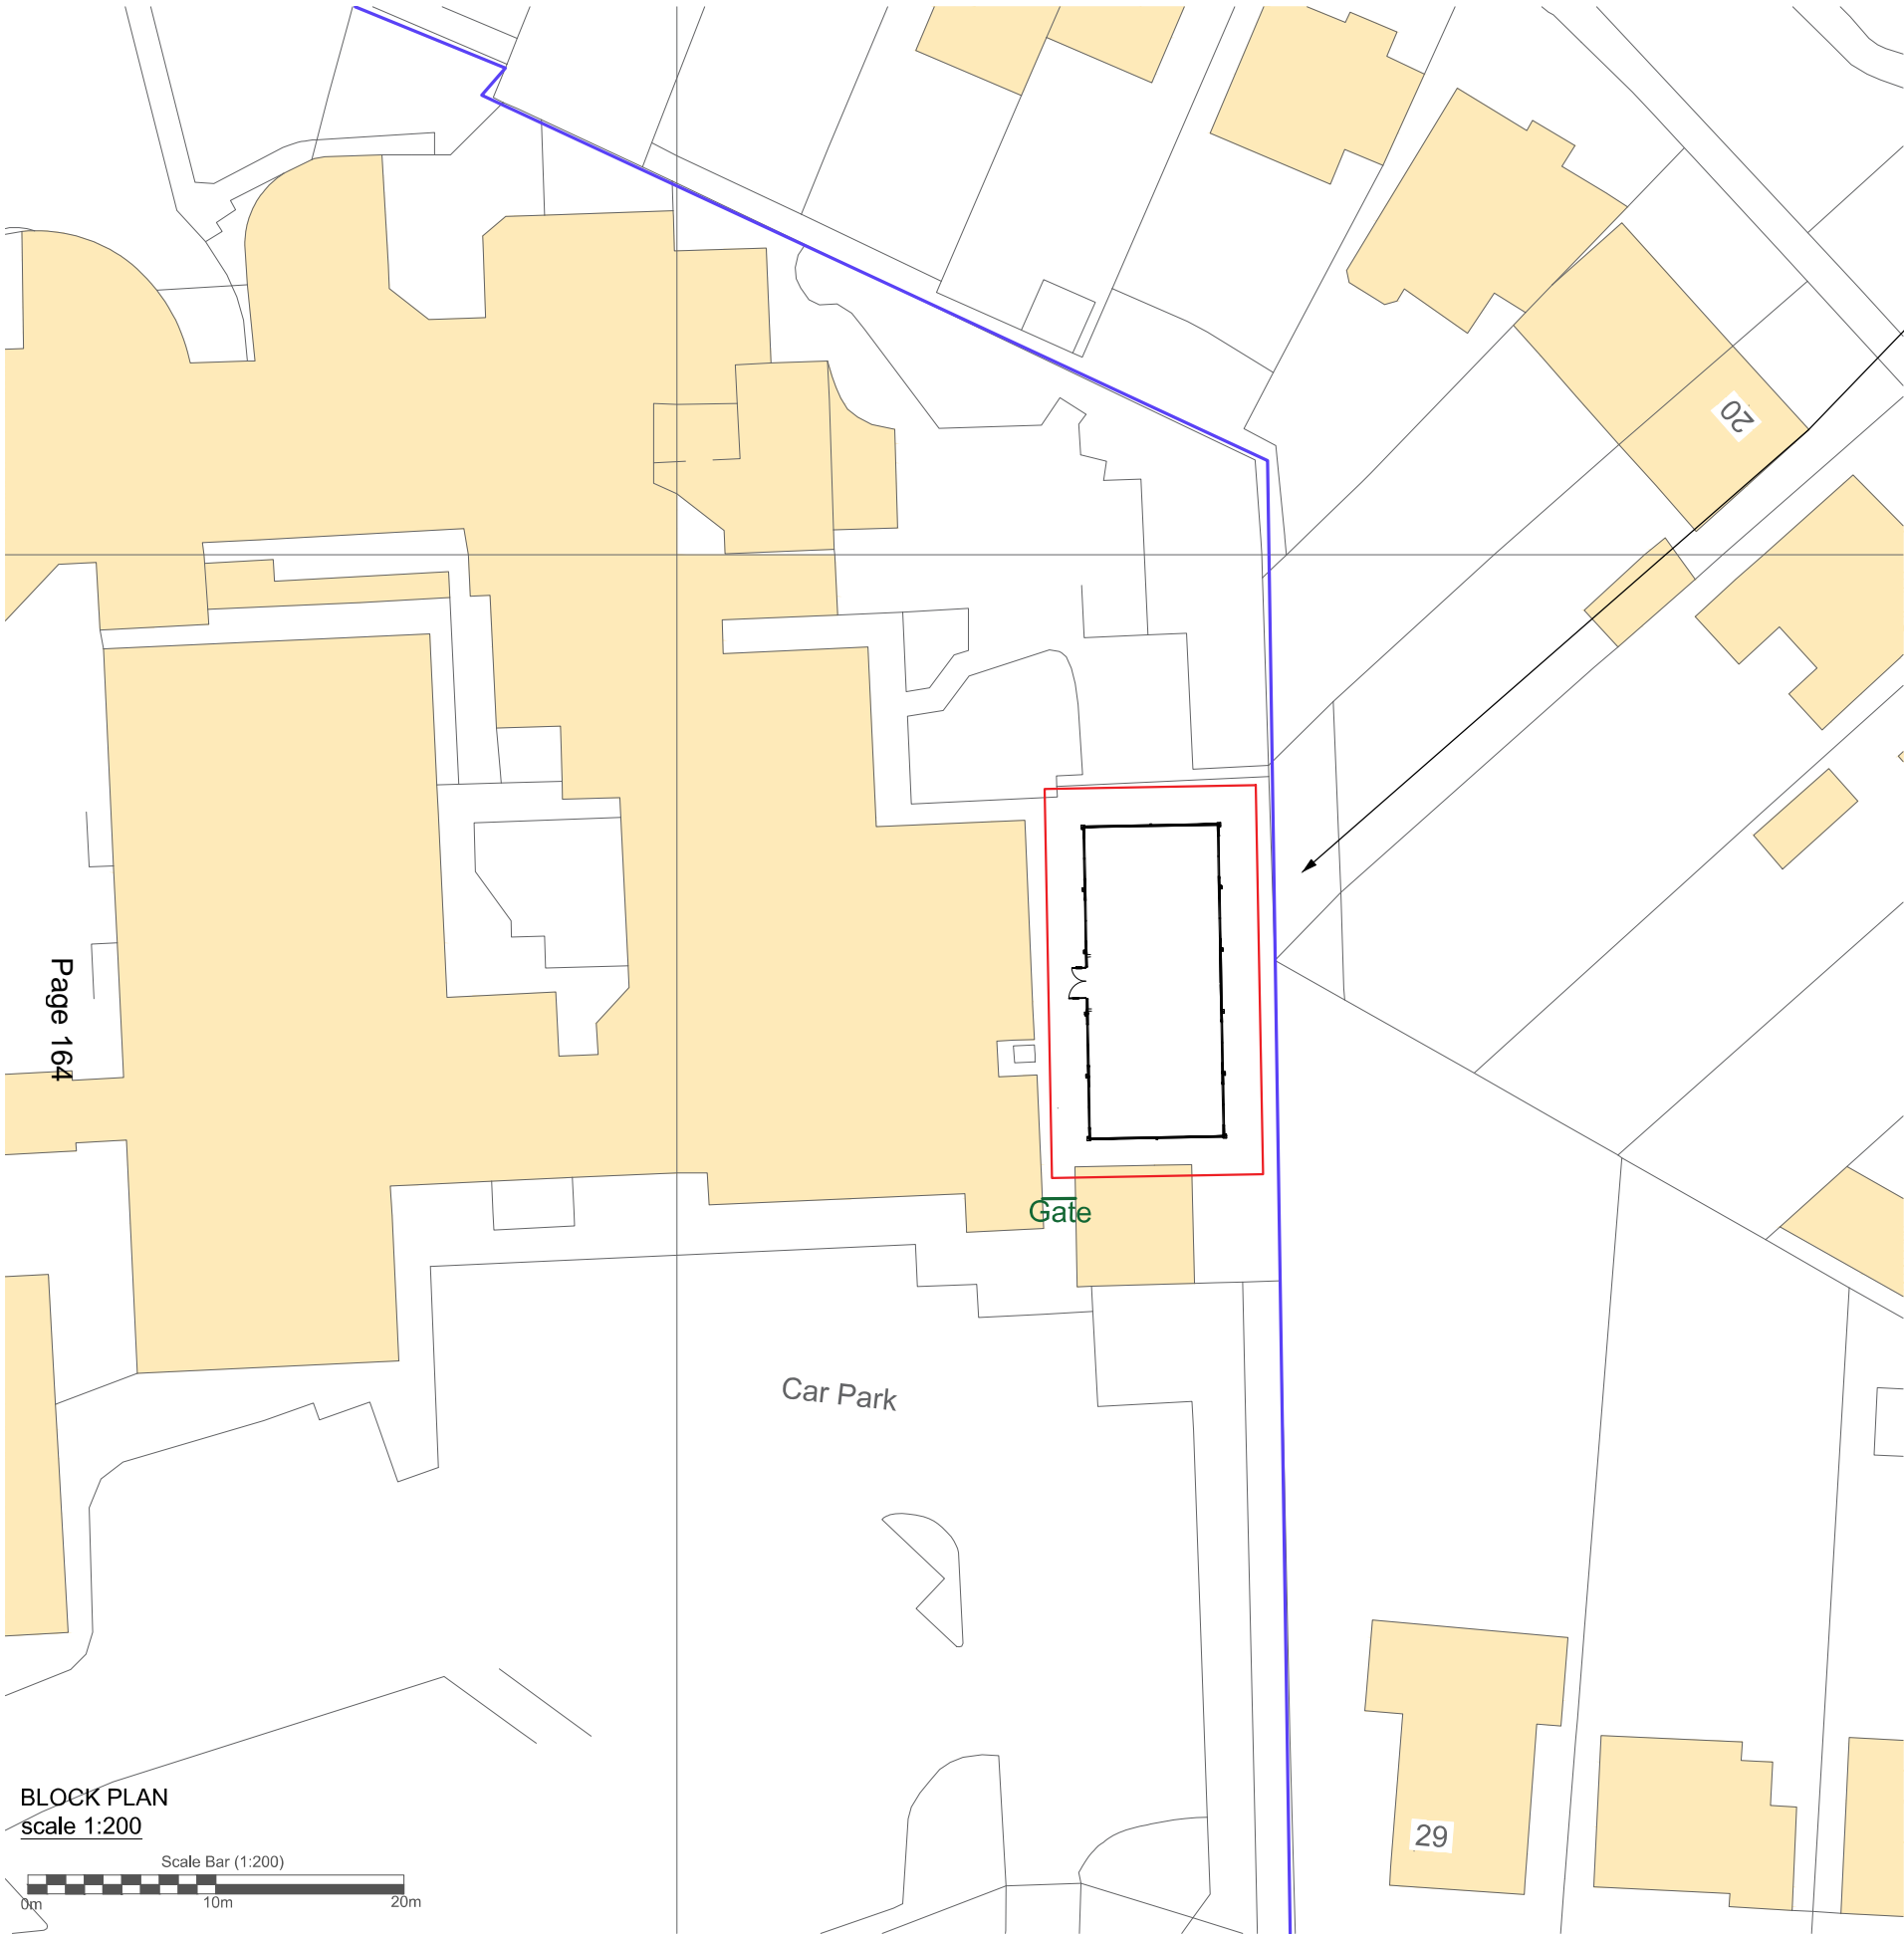 20
Page 164
Gate
Car Park
BLOCK PLAN
scale 1:200
29
Scale Bar (1:200)
0m 10m 20m